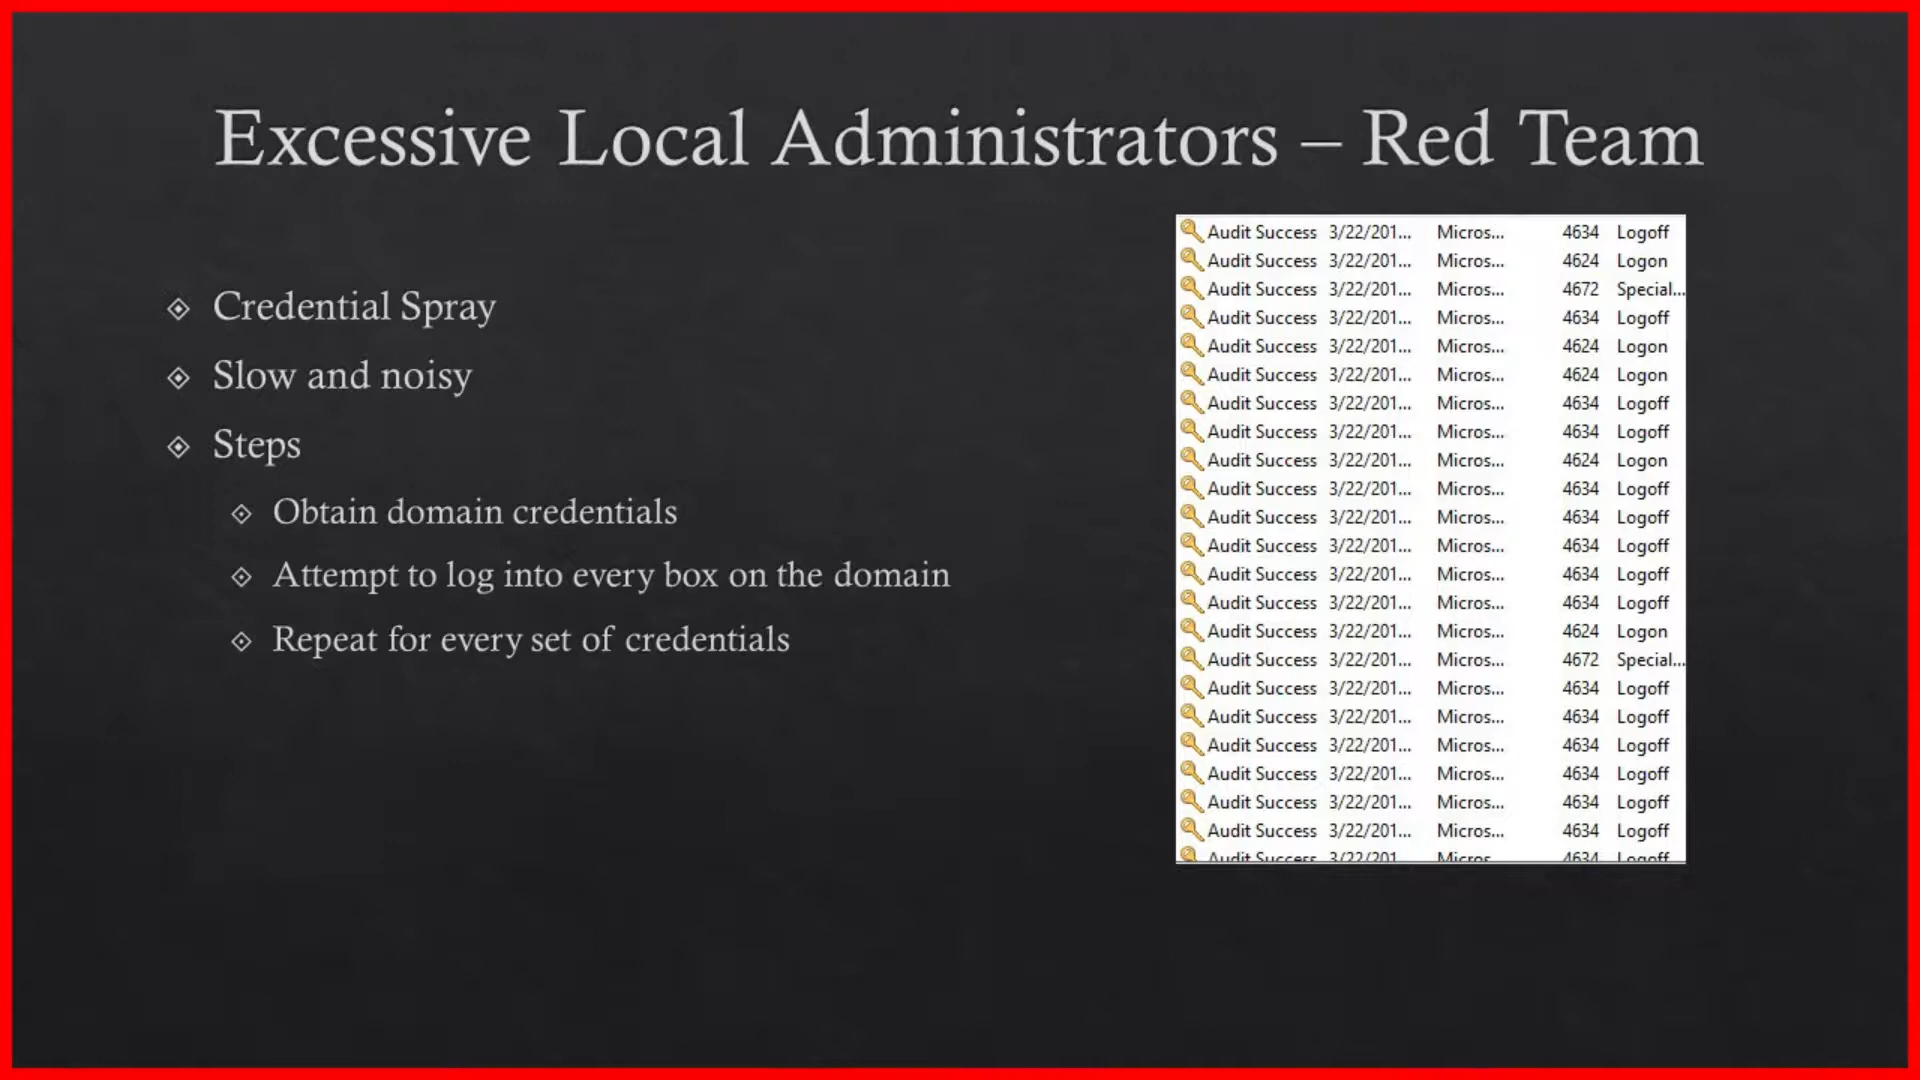 Excessive Local Administrators – Red Team
Credential Spray
Slow and noisy
Steps
Obtain domain credentials
Attempt to log into every box on the domain
Repeat for every set of credentials
Audit Success 3/22/201... Micros... 4634 Logoff
Audit Success 3/22/201... Micros... 4624 Logon
Audit Success 3/22/201... Micros... 4672 Special...
Audit Success 3/22/201... Micros... 4634 Logoff
Audit Success 3/22/201... Micros... 4624 Logon
Audit Success 3/22/201... Micros... 4624 Logon
Audit Success 3/22/201... Micros... 4634 Logoff
Audit Success 3/22/201... Micros... 4634 Logoff
Audit Success 3/22/201... Micros... 4624 Logon
Audit Success 3/22/201... Micros... 4634 Logoff
Audit Success 3/22/201... Micros... 4634 Logoff
Audit Success 3/22/201... Micros... 4634 Logoff
Audit Success 3/22/201... Micros... 4634 Logoff
Audit Success 3/22/201... Micros... 4634 Logoff
Audit Success 3/22/201... Micros... 4624 Logon
Audit Success 3/22/201... Micros... 4672 Special...
Audit Success 3/22/201... Micros... 4634 Logoff
Audit Success 3/22/201... Micros... 4634 Logoff
Audit Success 3/22/201... Micros... 4634 Logoff
Audit Success 3/22/201... Micros... 4634 Logoff
Audit Success 3/22/201... Micros... 4634 Logoff
Audit Success 3/22/201... Micros... 4634 Logoff
Audit Success 3/22/201 Micros 4634 Logoff